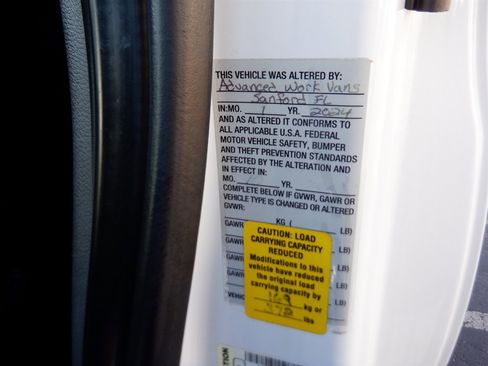 THIS VEHICLE WAS ALTERED BY:
Advanced Work Vans
Sanford FL
IN:MO. 1 YR. 2024
AND AS ALTERED IT CONFORMS TO
ALL APPLICABLE U.S.A. FEDERAL
MOTOR VEHICLE SAFETY, BUMPER
AND THEFT PREVENTION STANDARDS
AFFECTED BY THE ALTERATION AND
IN EFFECT IN:
MO. YR.
COMPLETE BELOW IF GVWR, GAWR OR
VEHICLE TYPE IS CHANGED OR ALTERED
GVWR: KG ( LB)
GAWR LB)
GAWR LB)
GAWR LB)
GAWR LB)
VEHIC
CAUTION: LOAD
CARRYING CAPACITY
REDUCED
Modifications to this
vehicle have reduced
the original load
carrying capacity by
169 kg or
372 lbs